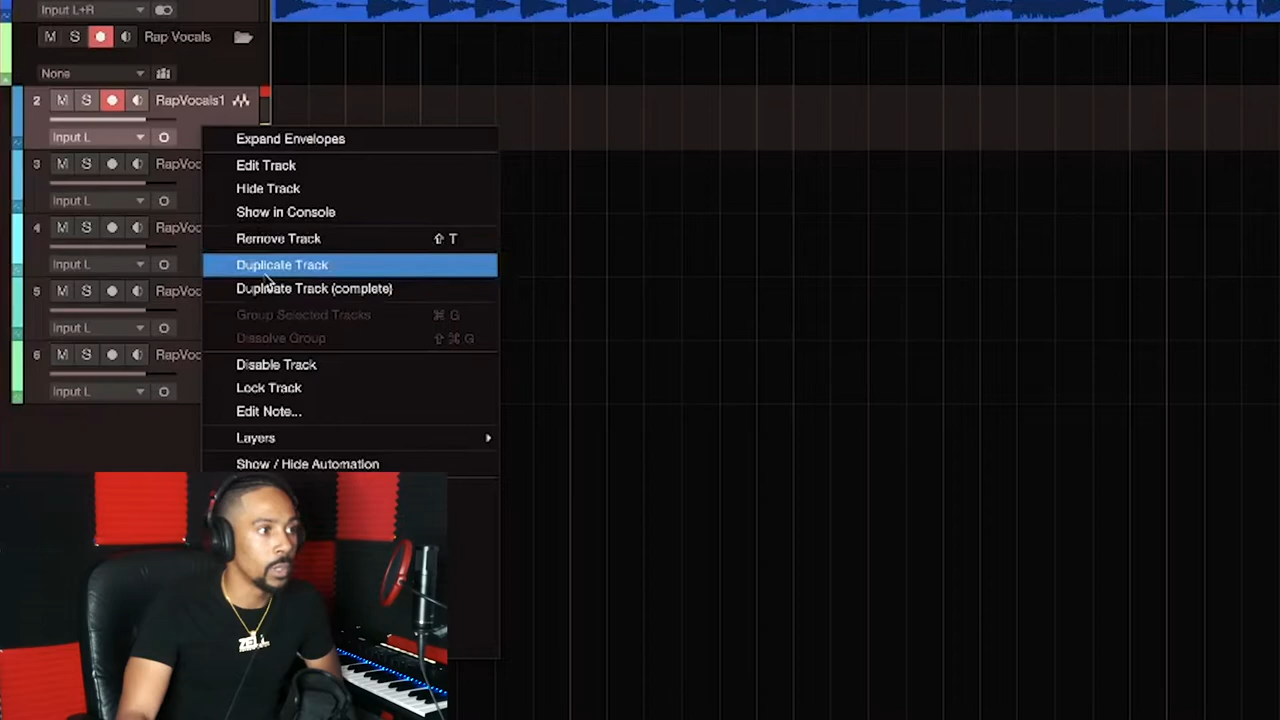 Input L+R
M S Rap Vocals
None
2 M S RapVocals1
Input L
3 M S RapVoc
Input L
4 M S RapVoc
Input L
5 M S RapVoc
Input L
6 M S RapVoc
Input L
Expand Envelopes
Edit Track
Hide Track
Show in Console
Remove Track ⇧ T
Duplicate Track
Duplicate Track (complete)
Group Selected Tracks ⌘ G
Dissolve Group ⇧ ⌘ G
Disable Track
Lock Track
Edit Note...
Layers
Show / Hide Automation
ZELL